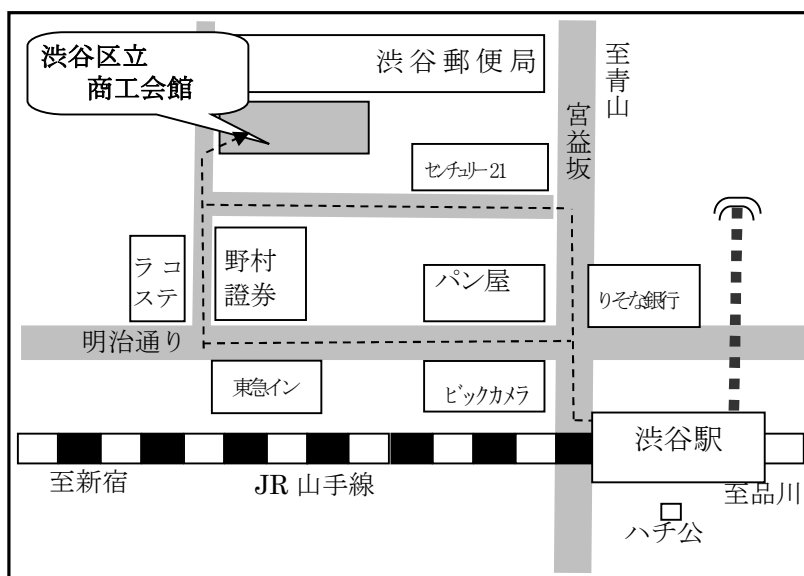 渋谷区立
商工会館
渋谷郵便局
至青山
宮益坂
センチュリー21
ラコ
ステ
野村
證券
パン屋
りそな銀行
明治通り
東急イン
ビックカメラ
渋谷駅
至新宿
JR山手線
至品川
ハチ公